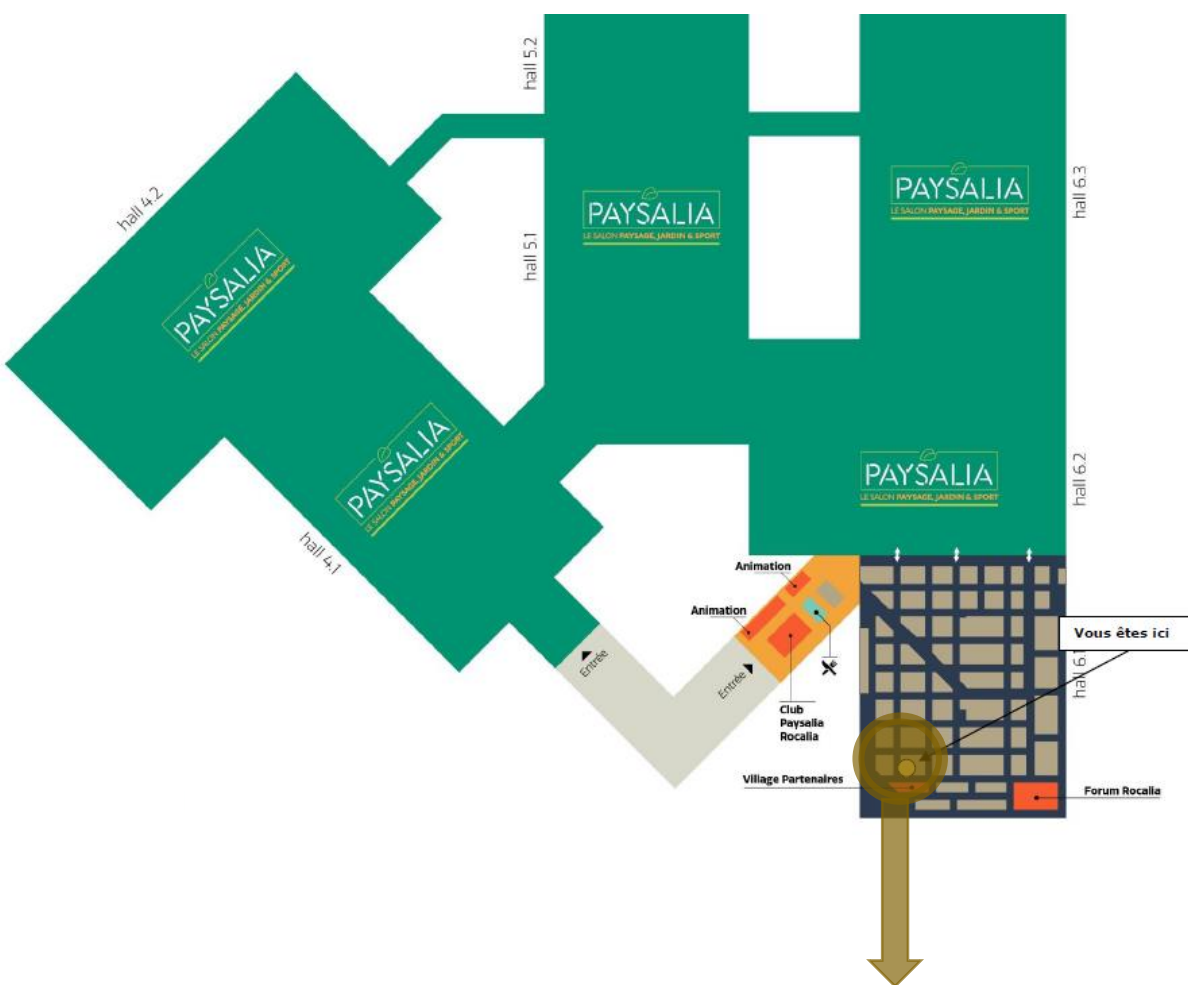 hall 5.2
hall 4.2
hall 5.1
hall 6.3
PAYSALIA
LE SALON PAYSAGE, JARDIN & SPORT
PAYSALIA
LE SALON PAYSAGE, JARDIN & SPORT
PAYSALIA
LE SALON PAYSAGE, JARDIN & SPORT
PAYSALIA
LE SALON PAYSAGE, JARDIN & SPORT
PAYSALIA
LE SALON PAYSAGE, JARDIN & SPORT
hall 6.2
hall 4.1
Animation
Animation
Entrée
Entrée
Club
Paysalia
Rocalia
Vous êtes ici
hall 6.1
Village Partenaires
Forum Rocalia